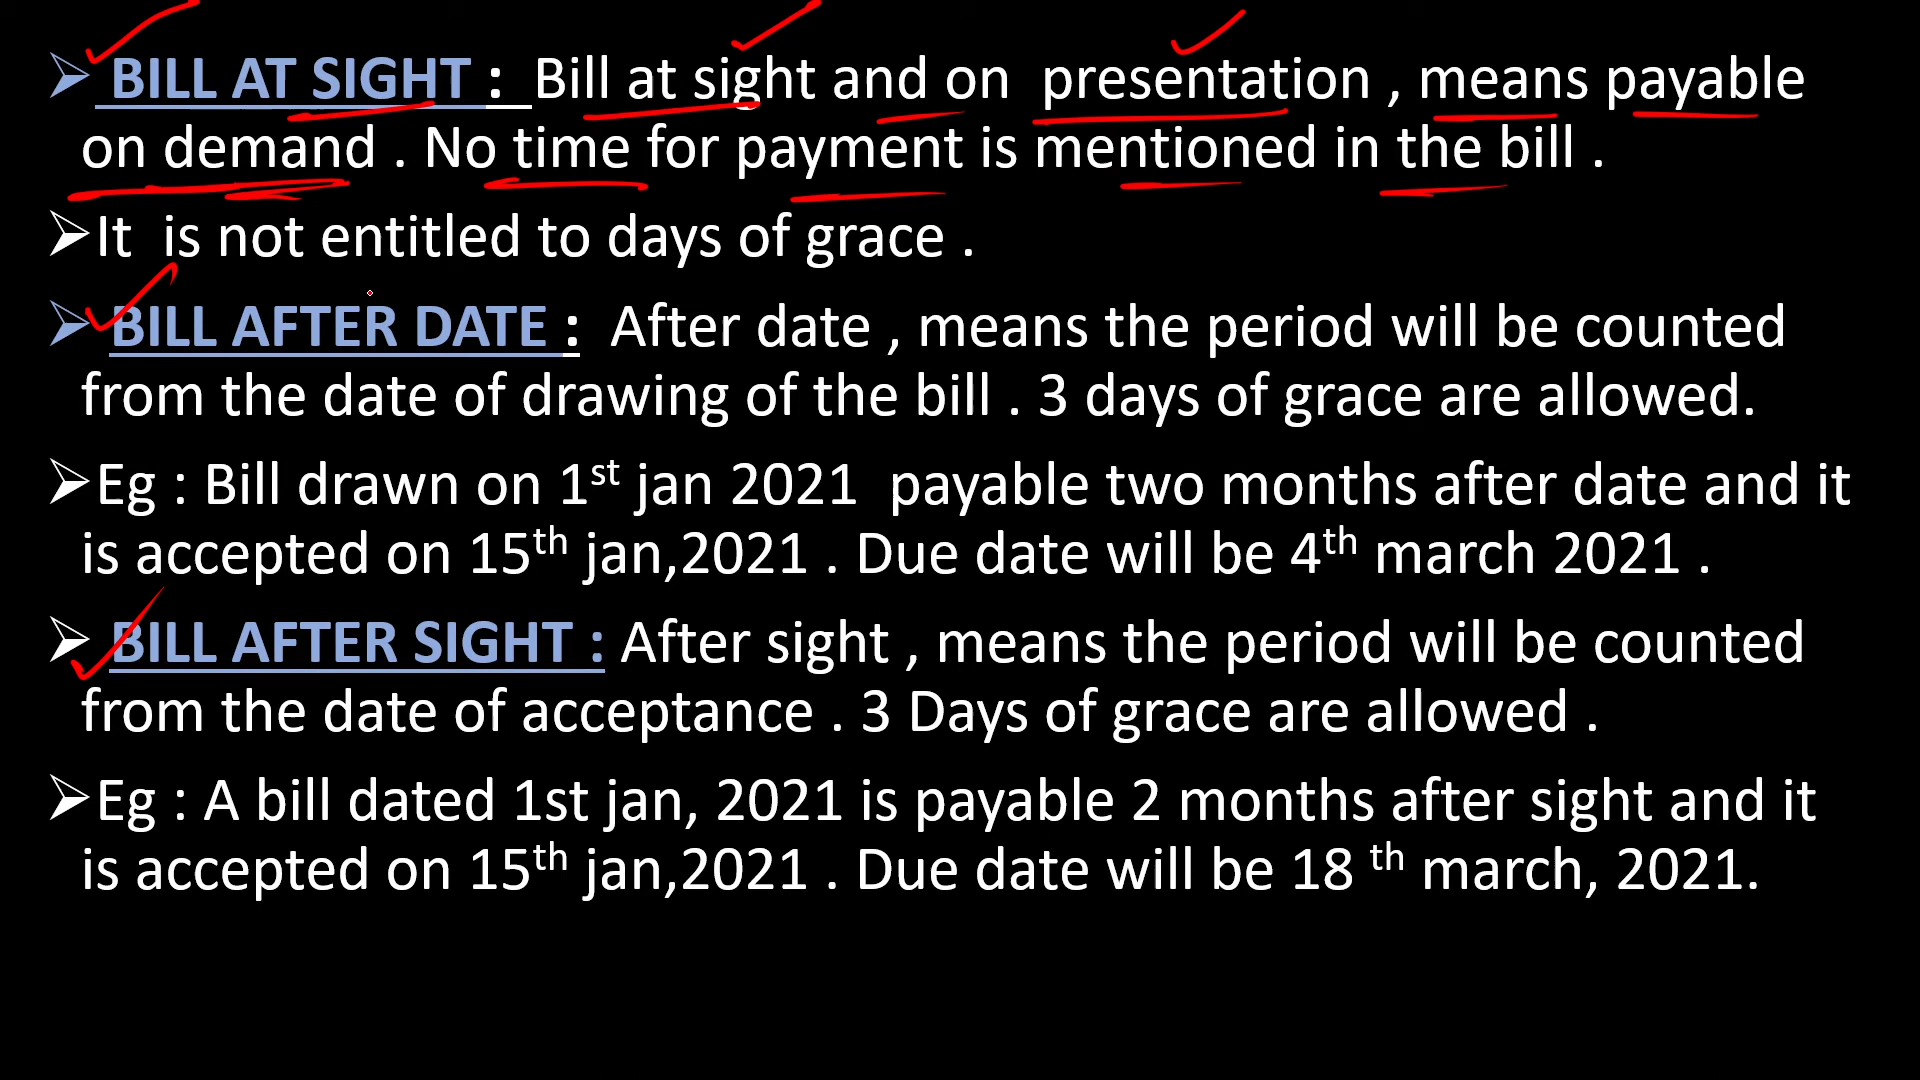 ➢ BILL AT SIGHT : Bill at sight and on presentation , means payable
on demand . No time for payment is mentioned in the bill .
➢It is not entitled to days of grace .
➢ BILL AFTER DATE : After date , means the period will be counted
from the date of drawing of the bill . 3 days of grace are allowed.
➢Eg : Bill drawn on 1st jan 2021 payable two months after date and it
is accepted on 15th jan,2021 . Due date will be 4th march 2021 .
➢ BILL AFTER SIGHT : After sight , means the period will be counted
from the date of acceptance . 3 Days of grace are allowed .
➢Eg : A bill dated 1st jan, 2021 is payable 2 months after sight and it
is accepted on 15th jan,2021 . Due date will be 18 th march, 2021.